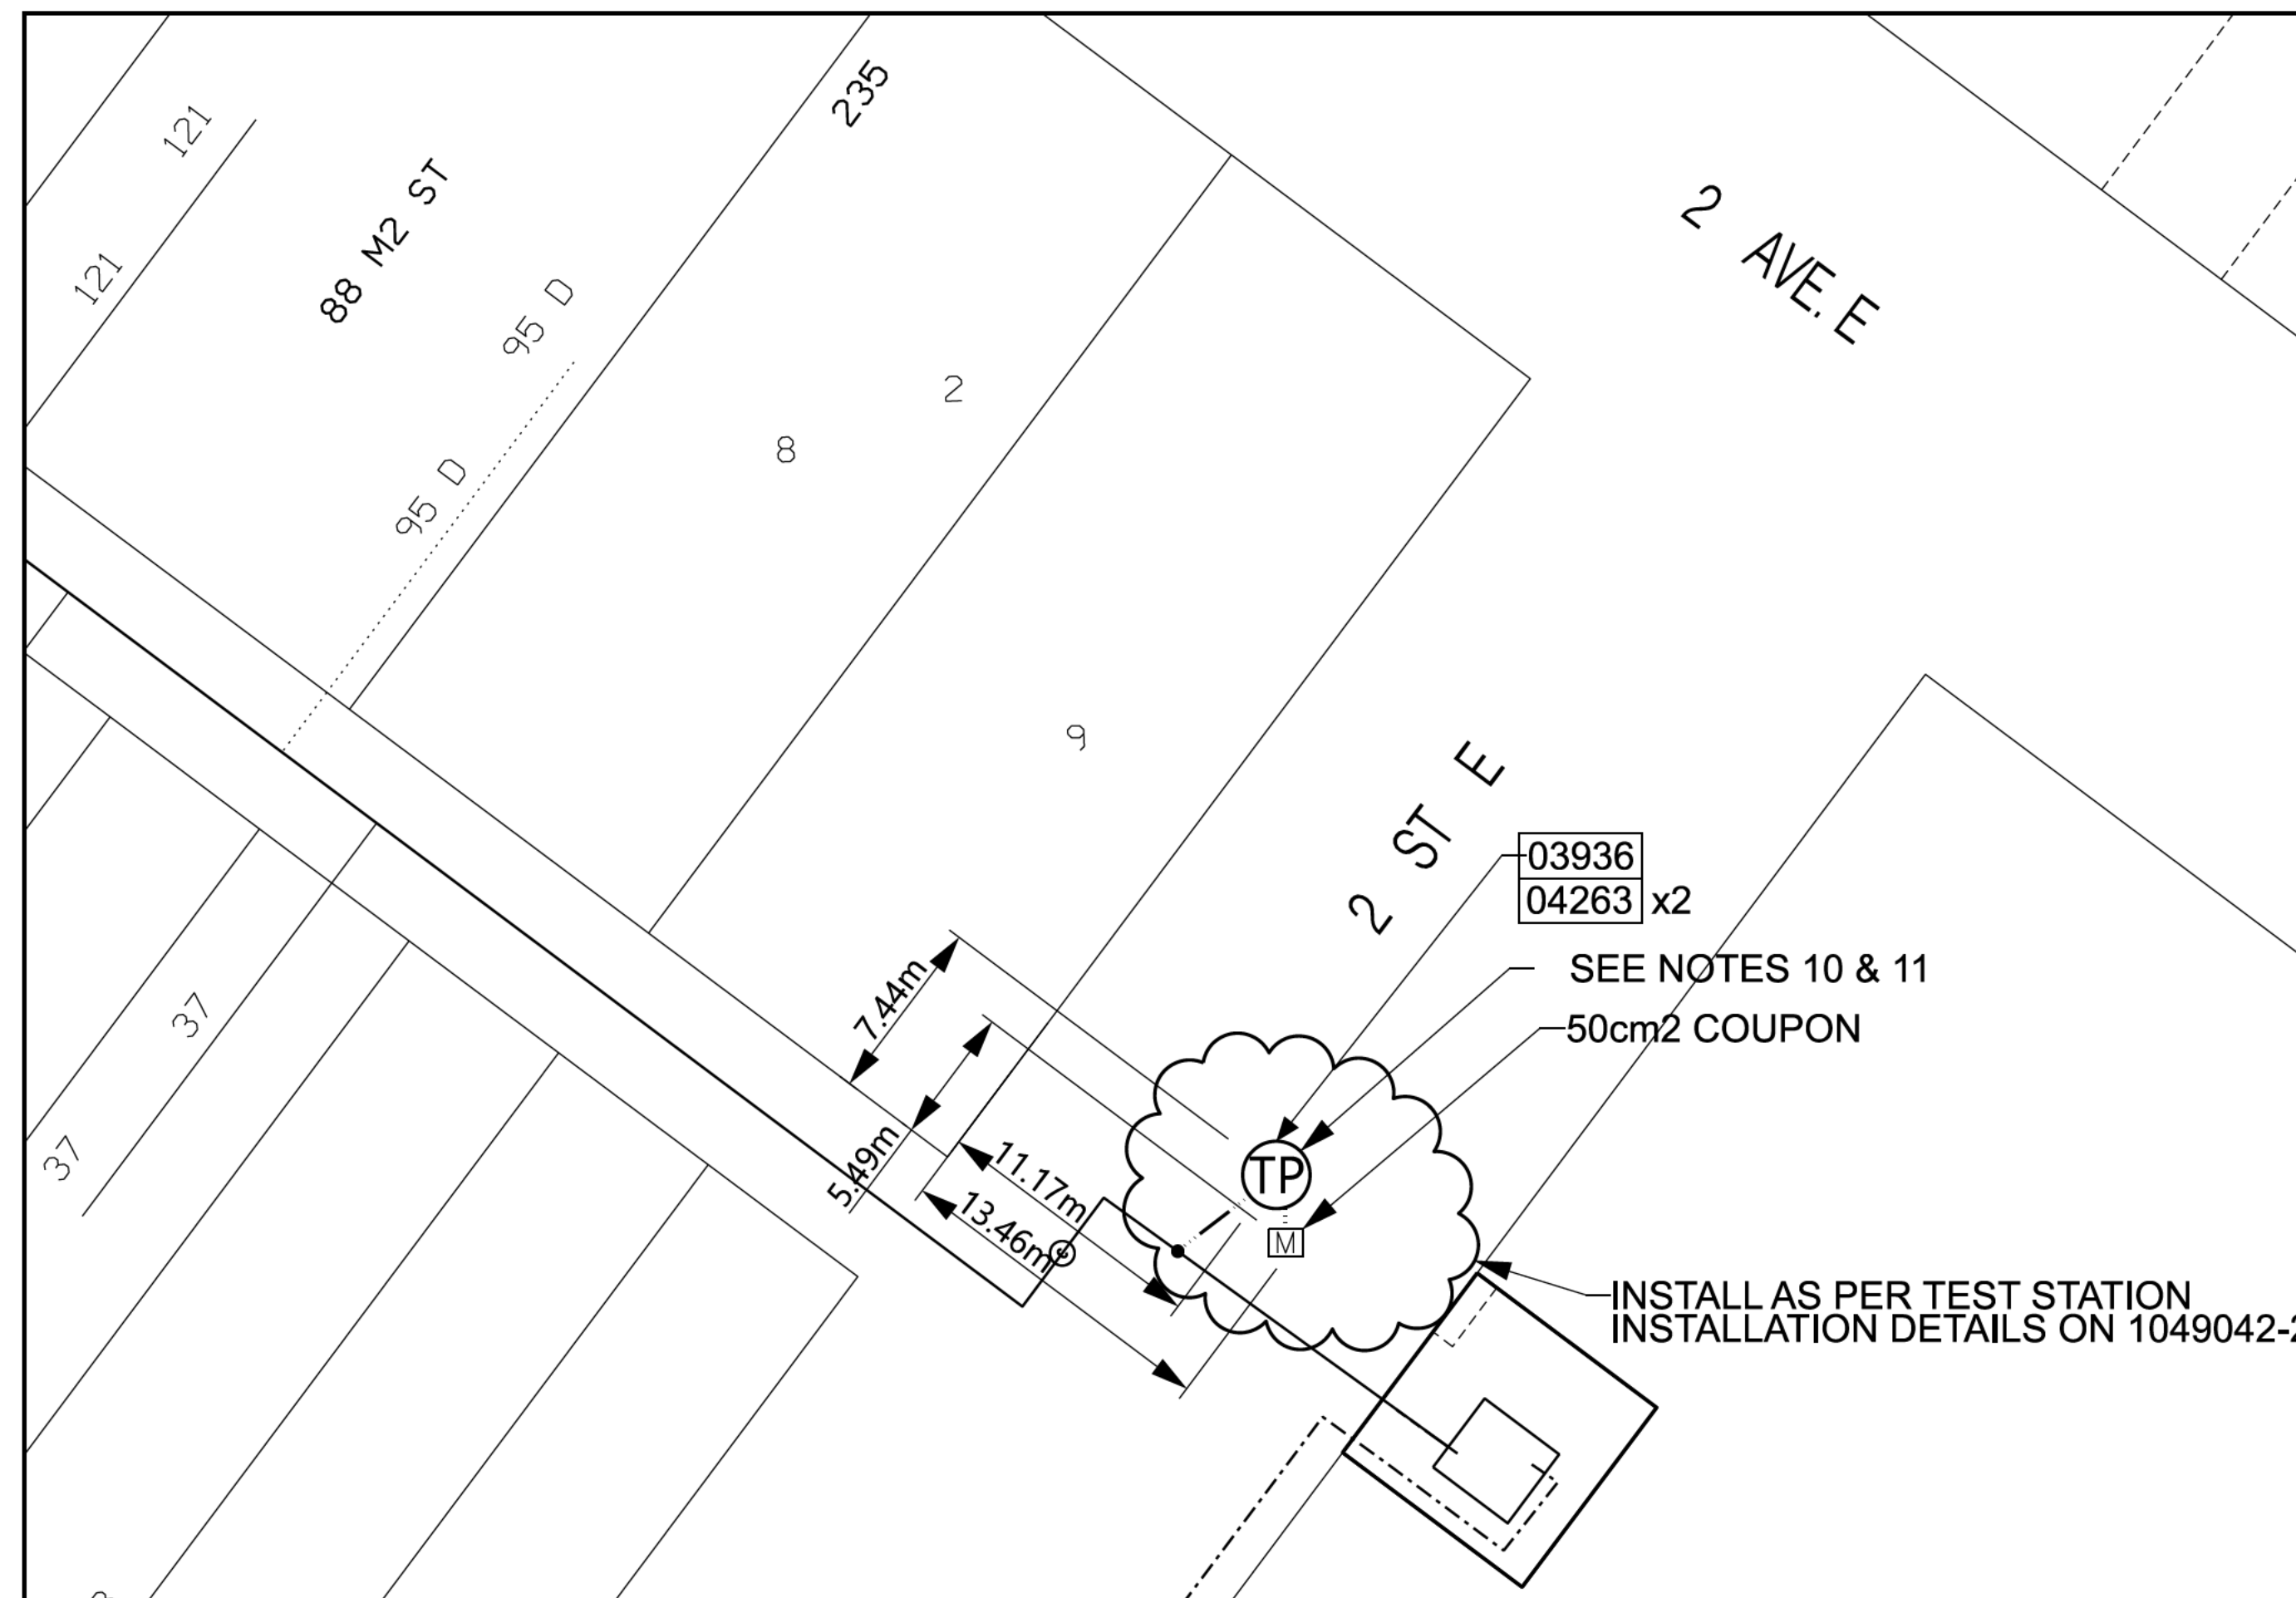 235
121
88 M2 ST
2 AVE. E
121
95 D
2
8
95 D
9
2 ST E
03936
04263 x2
SEE NOTES 10 & 11
7.44m
37
50cm2 COUPON
5.49m
11.17m
TP
37
13.46m
M
INSTALL AS PER TEST STATION
INSTALLATION DETAILS ON 1049042-